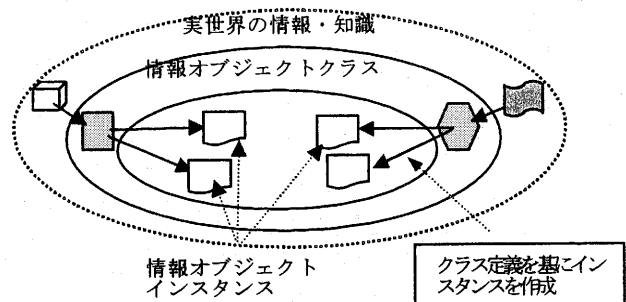 実世界の情報・知識
情報オブジェクトクラス
情報オブジェクト
インスタンス
クラス定義を基にイン
スタンスを作成